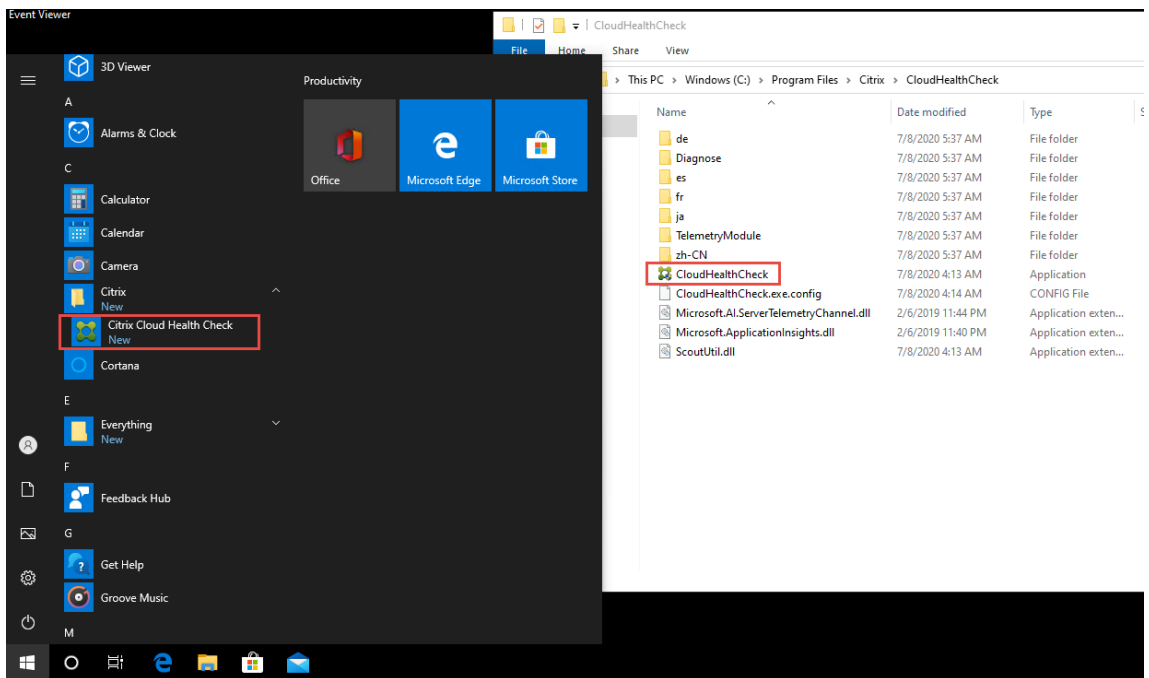 Event Viewer
3D Viewer
A
Alarms & Clock
C
Calculator
Calendar
Camera
Citrix
New
Citrix Cloud Health Check
New
Cortana
E
Everything
New
F
Feedback Hub
G
Get Help
Groove Music
M
Productivity
Office
Microsoft Edge
Microsoft Store
CloudHealthCheck
File Home Share View
This PC > Windows (C:) > Program Files > Citrix > CloudHealthCheck
Name Date modified Type S
de 7/8/2020 5:37 AM File folder
Diagnose 7/8/2020 5:37 AM File folder
es 7/8/2020 5:37 AM File folder
fr 7/8/2020 5:37 AM File folder
ja 7/8/2020 5:37 AM File folder
TelemetryModule 7/8/2020 5:37 AM File folder
zh-CN 7/8/2020 5:37 AM File folder
CloudHealthCheck 7/8/2020 4:13 AM Application
CloudHealthCheck.exe.config 7/8/2020 4:14 AM CONFIG File
Microsoft.AI.ServerTelemetryChannel.dll 2/6/2019 11:44 PM Application exten...
Microsoft.ApplicationInsights.dll 2/6/2019 11:40 PM Application exten...
ScoutUtil.dll 7/8/2020 4:13 AM Application exten...